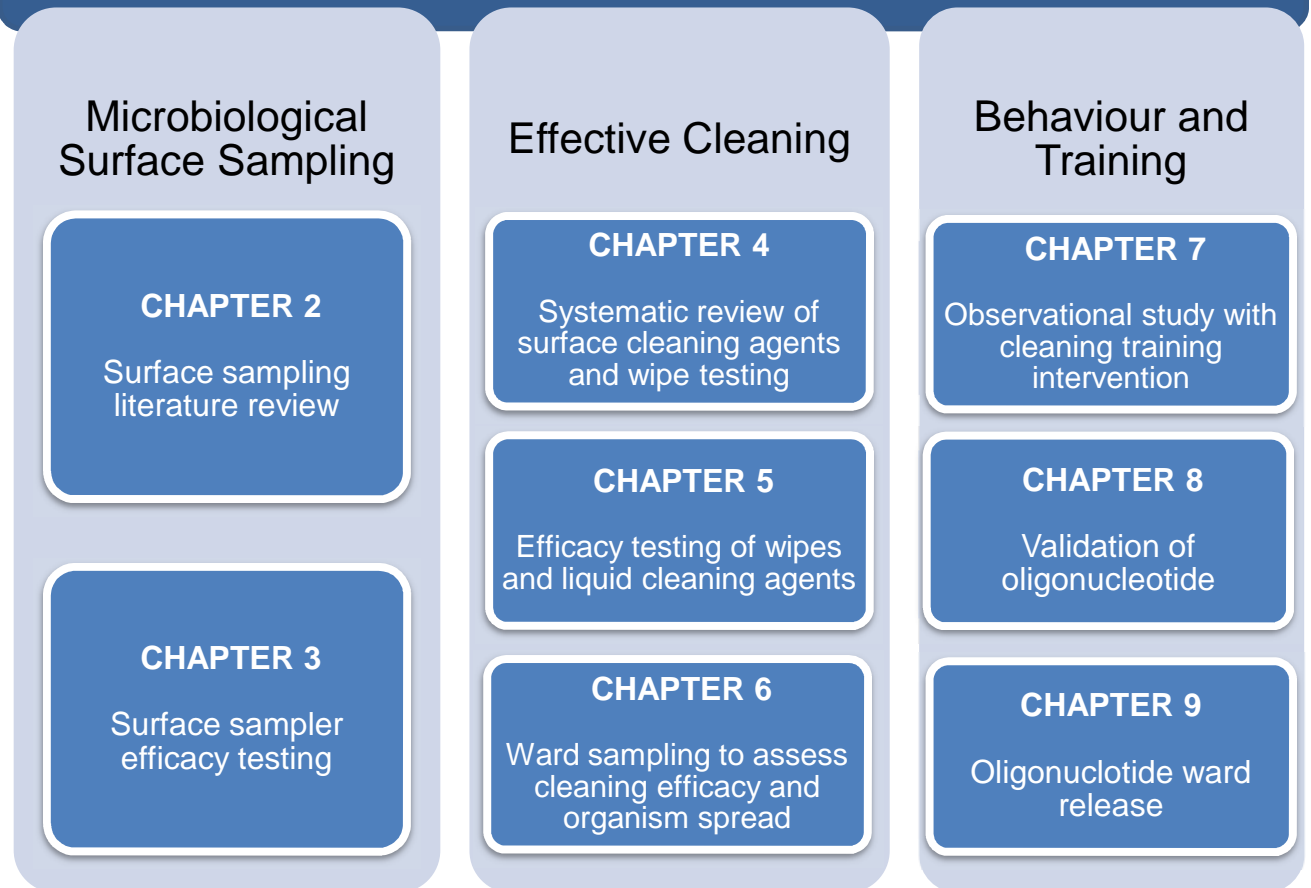 Microbiological
Surface Sampling
CHAPTER 2
Surface sampling
literature review
CHAPTER 3
Surface sampler
efficacy testing
Effective Cleaning
CHAPTER 4
Systematic review of
surface cleaning agents
and wipe testing
CHAPTER 5
Efficacy testing of wipes
and liquid cleaning agents
CHAPTER 6
Ward sampling to assess
cleaning efficacy and
organism spread
Behaviour and
Training
CHAPTER 7
Observational study with
cleaning training
intervention
CHAPTER 8
Validation of
oligonucleotide
CHAPTER 9
Oligonuclotide ward
release